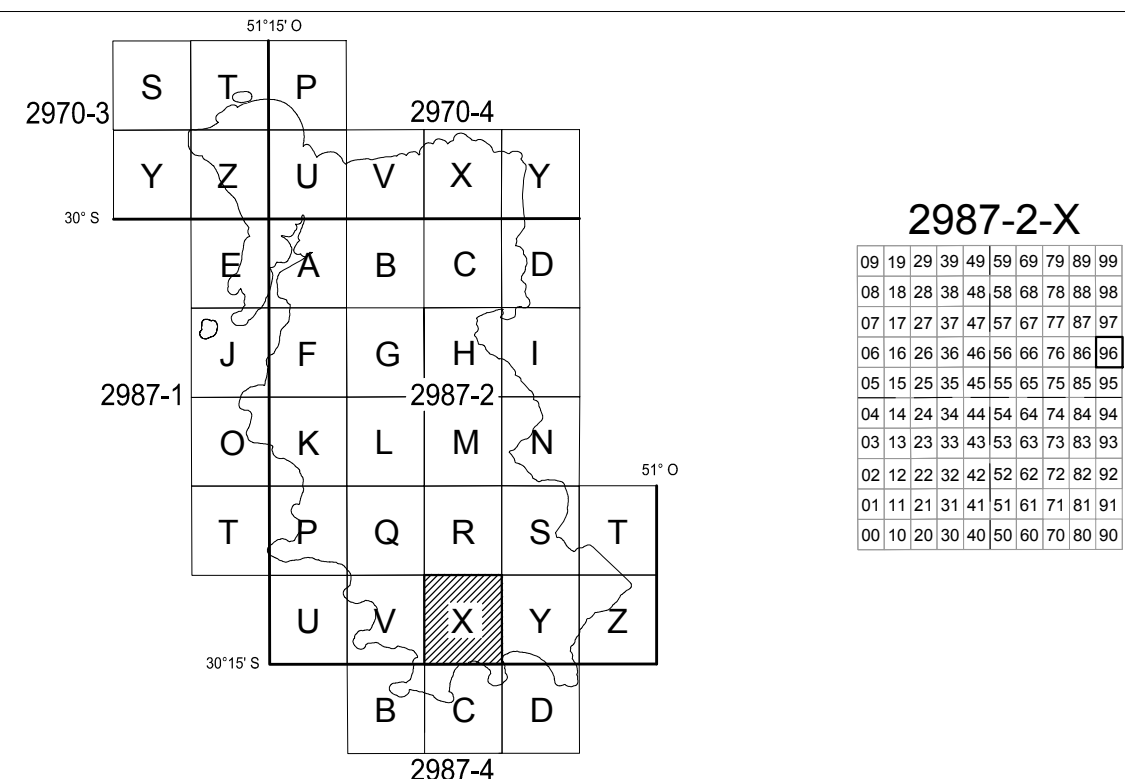 51°15' O
S T P
2970-3
2970-4
Y Z U V X Y
30° S
E A B C D
J F G H I
2987-1
2987-2
O K L M N
51° O
T P Q R S T
U V X Y Z
30°15' S
B C D
2987-4
2987-2-X
09 19 29 39 49 59 69 79 89 99
08 18 28 38 48 58 68 78 88 98
07 17 27 37 47 57 67 77 87 97
06 16 26 36 46 56 66 76 86 96
05 15 25 35 45 55 65 75 85 95
04 14 24 34 44 54 64 74 84 94
03 13 23 33 43 53 63 73 83 93
02 12 22 32 42 52 62 72 82 92
01 11 21 31 41 51 61 71 81 91
00 10 20 30 40 50 60 70 80 90